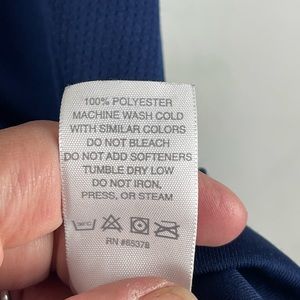 100% POLYESTER
MACHINE WASH COLD
WITH SIMILAR COLORS
DO NOT BLEACH
DO NOT ADD SOFTENERS
TUMBLE DRY LOW
DO NOT IRON,
PRESS, OR STEAM
RN #85378